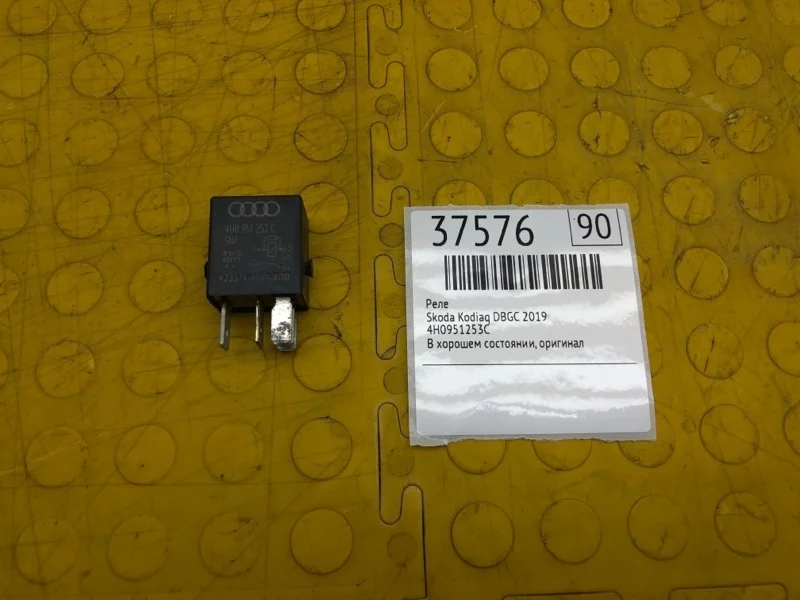 4H0 951 253 C
37576
90
Реле
Skoda Kodiaq DBGC 2019
4H0951253C
В хорошем состоянии, оригинал